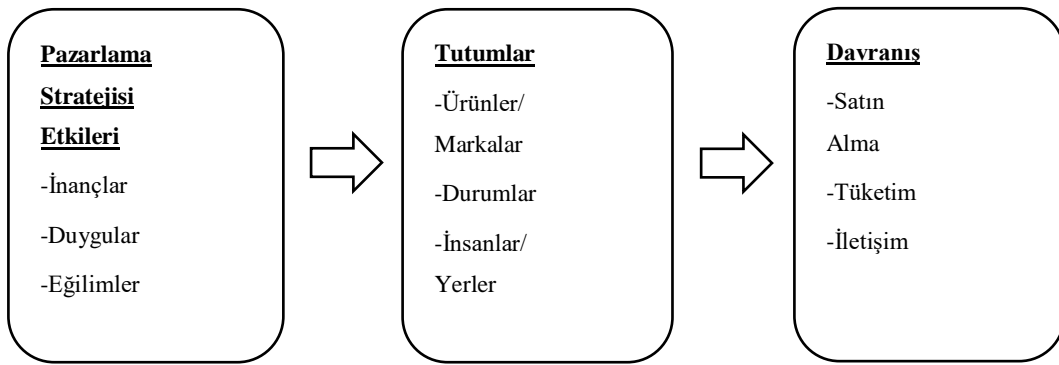 Pazarlama
Stratejisi
Etkileri
-İnançlar
-Duygular
-Eğilimler
Tutumlar
-Ürünler/
Markalar
-Durumlar
-İnsanlar/
Yerler
Davranış
-Satın
Alma
-Tüketim
-İletişim